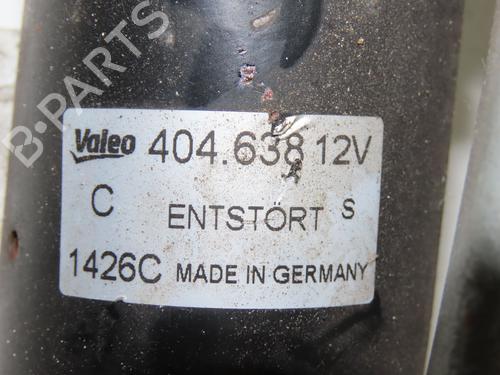 B-PARTS
Valeo 404.638 12V
C ENTSTÖRT S
1426C MADE IN GERMANY